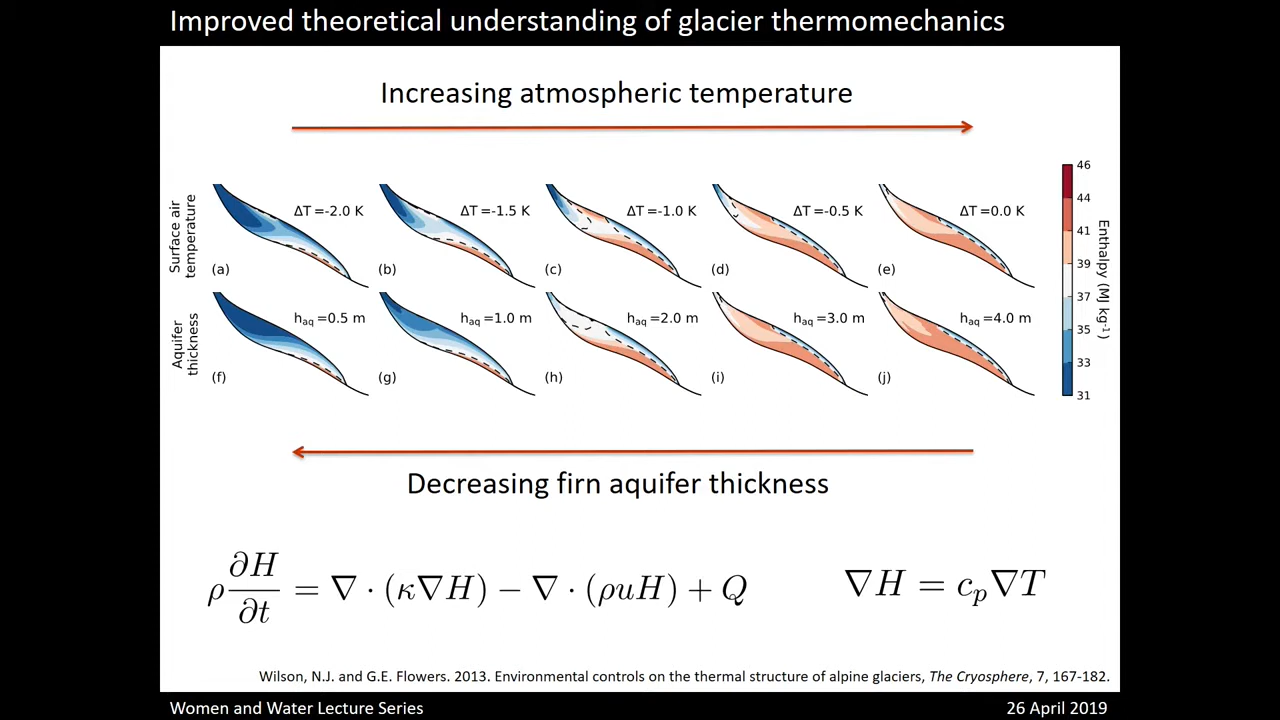 Improved theoretical understanding of glacier thermomechanics
Increasing atmospheric temperature
Surface air
temperature
ΔT =-2.0 K
ΔT =-1.5 K
ΔT =-1.0 K
ΔT =-0.5 K
ΔT =0.0 K
(a)
(b)
(c)
(d)
(e)
Aquifer
thickness
h_aq =0.5 m
h_aq =1.0 m
h_aq =2.0 m
h_aq =3.0 m
h_aq =4.0 m
(f)
(g)
(h)
(i)
(j)
46
44
41
39
37
35
33
31
Enthalpy (MJ kg⁻¹)
Decreasing firn aquifer thickness
ρ ∂H/∂t = ∇ · (κ∇H) − ∇ · (ρuH) + Q
∇H = c_p∇T
Wilson, N.J. and G.E. Flowers. 2013. Environmental controls on the thermal structure of alpine glaciers, The Cryosphere, 7, 167-182.
Women and Water Lecture Series
26 April 2019